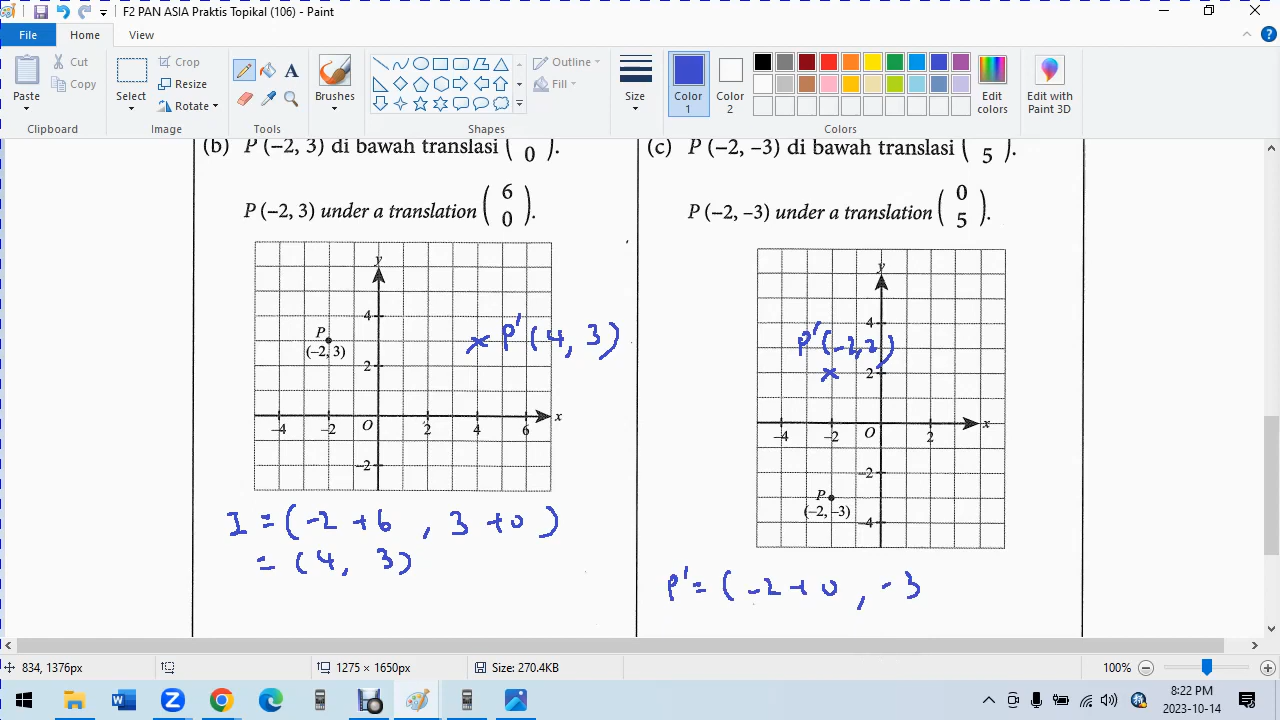 F2 PAN ASIA Praktis Topikal (106) - Paint
File Home View
Paste
Cut
Copy
Clipboard
Select
Crop
Resize
Rotate
Image
A
Tools
Brushes
Outline
Fill
Shapes
Size
Color
1
Color
2
Edit
colors
Colors
Edit with
Paint 3D
(b) P (–2, 3) di bawah translasi ( 0 ).
P (–2, 3) under a translation ( 6
0 ).
y
4
P
(–2, 3)
2
–4 –2 O 2 4 6 x
–2
P'(4, 3)
I = (-2 +6 , 3 +0 )
= (4, 3)
(c) P (–2, –3) di bawah translasi ( 5 ).
P (–2, –3) under a translation ( 0
5 ).
y
4
P'(-2,2)
2
–4 –2 O 2 x
–2
P
(–2, –3)
–4
P' = (-2 + 0 , -3
834, 1376px
1275 × 1650px
Size: 270.4KB
100%
8:22 PM
2023-10-14